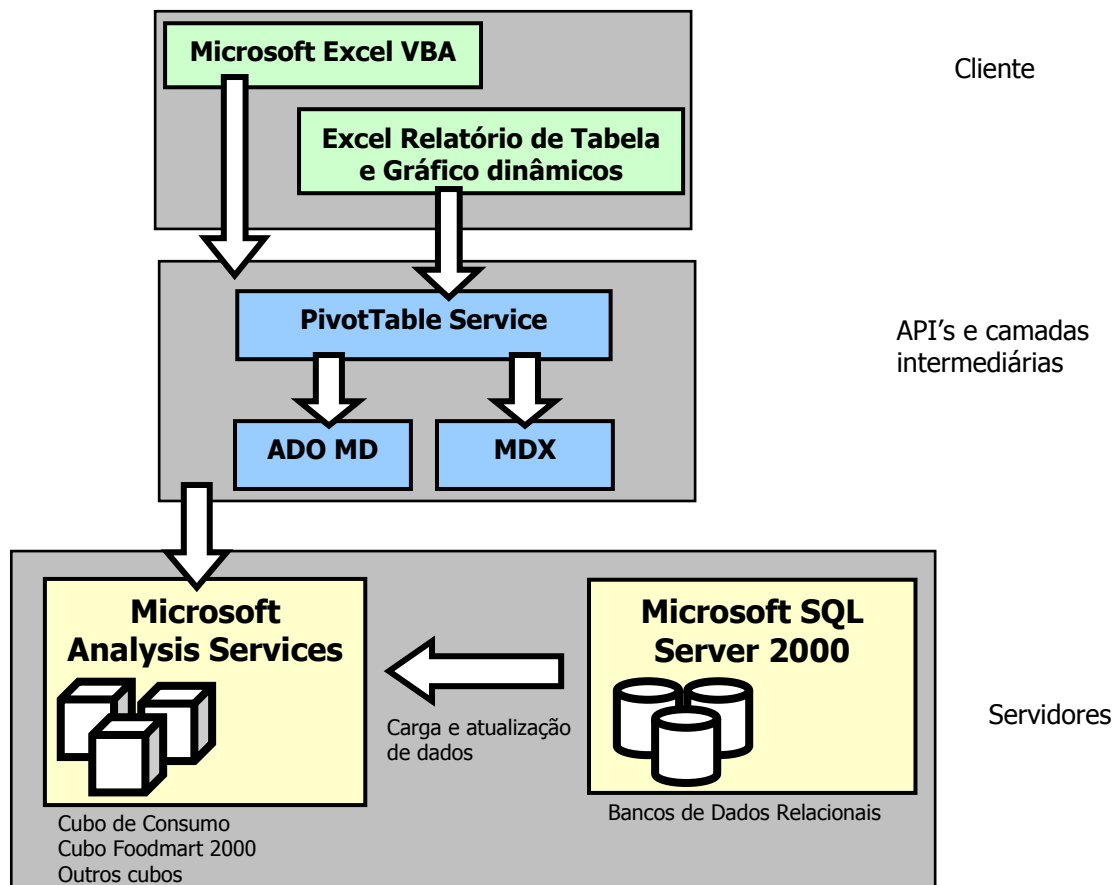 Microsoft Excel VBA
Cliente
Excel Relatório de Tabela
e Gráfico dinâmicos
PivotTable Service
API's e camadas
intermediárias
ADO MD
MDX
Microsoft
Analysis Services
Microsoft SQL
Server 2000
Carga e atualização
de dados
Servidores
Bancos de Dados Relacionais
Cubo de Consumo
Cubo Foodmart 2000
Outros cubos